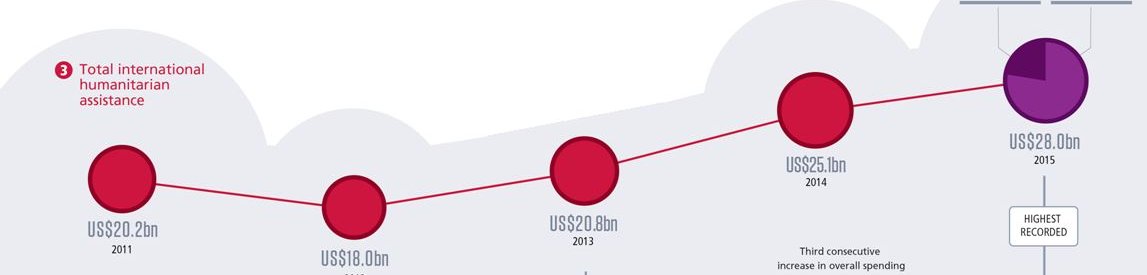 3 Total international
humanitarian
assistance
US$20.2bn
2011
US$18.0bn
US$20.8bn
2013
US$25.1bn
2014
Third consecutive
increase in overall spending
US$28.0bn
2015
HIGHEST
RECORDED